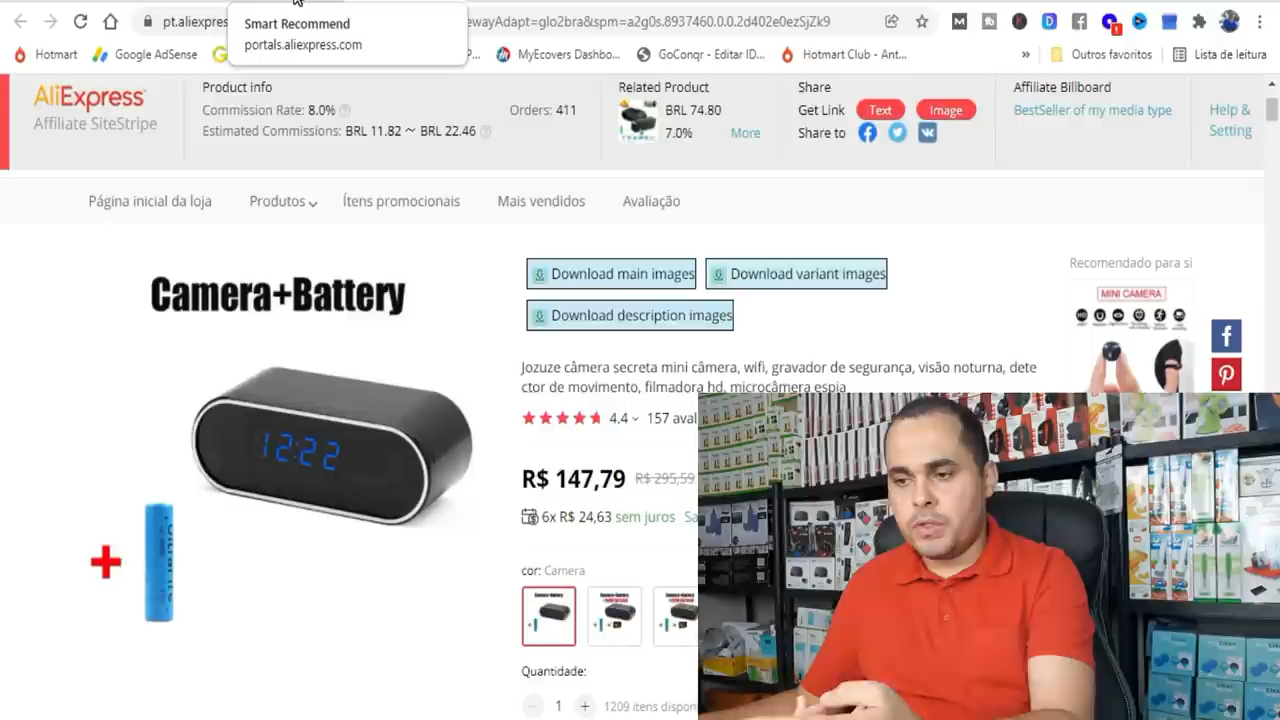 pt.aliexpres
Smart Recommend
portals.aliexpress.com
ewayAdapt=glo2bra&spm=a2g0s.8937460.0.0.2d402e0ezSjZk9
Hotmart
Google AdSense
P...
MyEcovers Dashbo...
GoConqr - Editar ID...
Hotmart Club - Ant...
»
Outros favoritos
Lista de leitura
AliExpress
Affiliate SiteStripe
Product Info
Commission Rate: 8.0%
Orders: 411
Estimated Commissions: BRL 11.82 ~ BRL 22.46
Related Product
BRL 74.80
7.0%
More
Share
Get Link
Text
Image
Share to
Affiliate Billboard
BestSeller of my media type
Help &
Setting
Página inicial da loja
Produtos
Ítens promocionais
Mais vendidos
Avaliação
Camera+Battery
12:22
Download main images
Download variant images
Download description images
Recomendado para si
MINI CAMERA
Jozuze câmera secreta mini câmera, wifi, gravador de segurança, visão noturna, dete
ctor de movimento, filmadora hd, microcâmera espia
4.4
157 aval
R$ 147,79
R$ 295,59
6x R$ 24,63 sem juros
Sa
cor: Camera
Camera+Battery
Quantidade:
1
1209 itens dispon